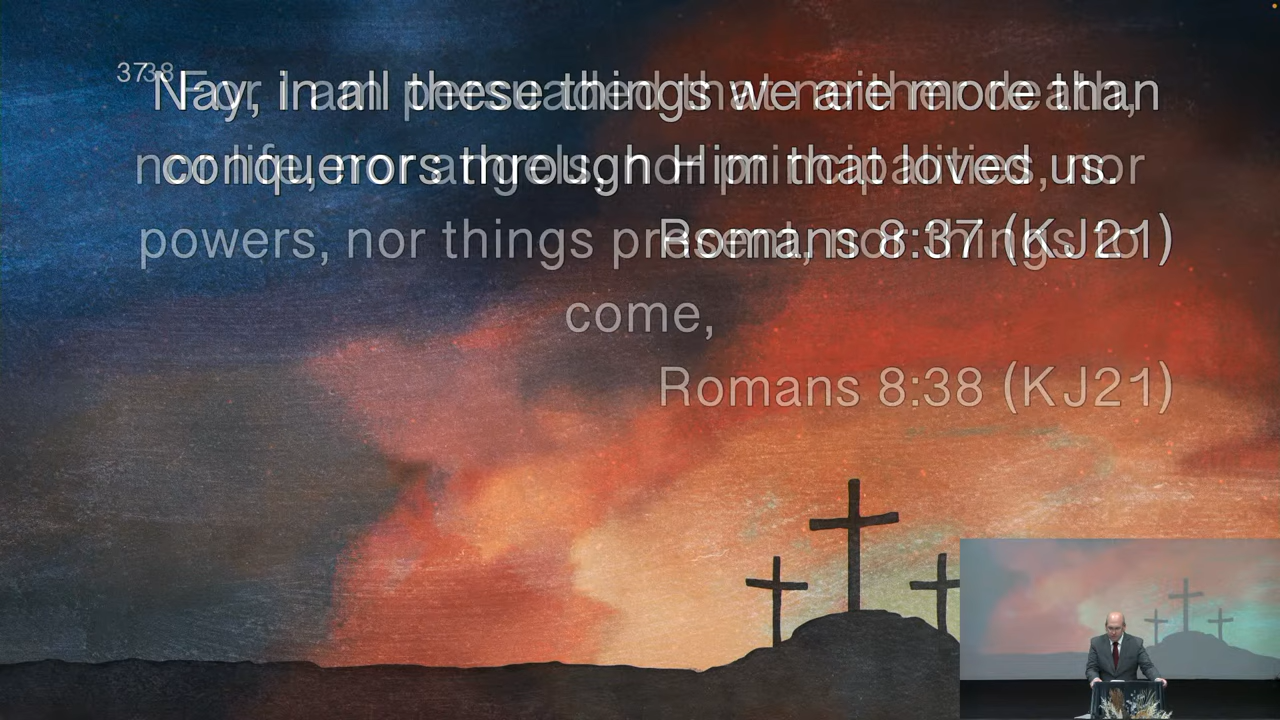 37 Nay, in all these things we are more than
conquerors through Him that loved us.
Romans 8:37 (KJ21)
38 For I am persuaded that neither death,
nor life, nor angels, nor principalities, nor
powers, nor things present, nor things to
come,
Romans 8:38 (KJ21)